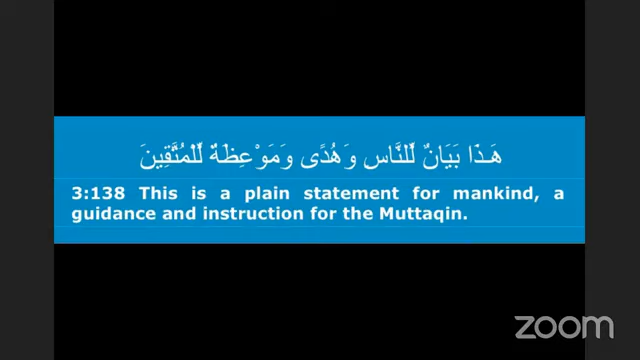 هَـذَا بَيَانٌ لِّلنَّاسِ وَهُدًى وَمَوْعِظَةٌ لِّلْمُتَّقِينَ
3:138 This is a plain statement for mankind, a
guidance and instruction for the Muttaqin.
zoom